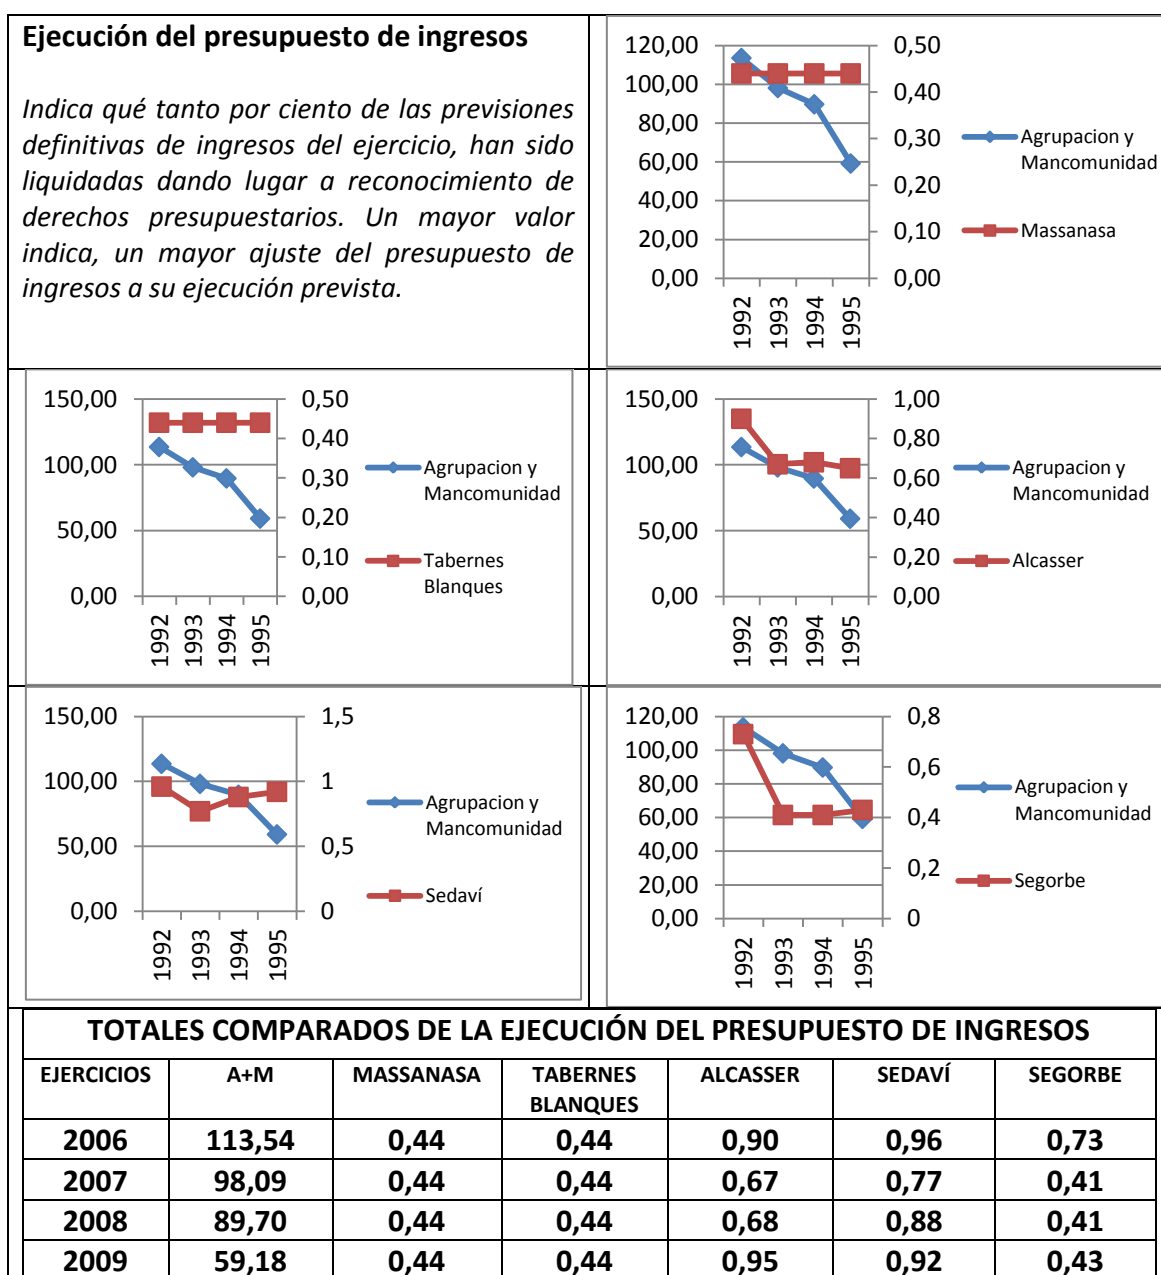 Ejecución del presupuesto de ingresos
Indica qué tanto por ciento de las previsiones
definitivas de ingresos del ejercicio, han sido
liquidadas dando lugar a reconocimiento de
derechos presupuestarios. Un mayor valor
indica, un mayor ajuste del presupuesto de
ingresos a su ejecución prevista.
120,00 0,50
100,00 0,40
80,00 0,30
60,00 0,20
40,00 0,10
20,00 0,00
0,00
1992 1993 1994 1995
Agrupacion y
Mancomunidad
Massanasa
150,00 0,50
100,00 0,40
50,00 0,30
0,00 0,20
0,10
0,00
1992 1993 1994 1995
Agrupacion y
Mancomunidad
Tabernes
Blanques
150,00 1,00
100,00 0,80
50,00 0,60
0,00 0,40
0,20
0,00
1992 1993 1994 1995
Agrupacion y
Mancomunidad
Alcasser
150,00 1,5
100,00 1
50,00 0,5
0,00 0
1992 1993 1994 1995
Agrupacion y
Mancomunidad
Sedaví
120,00 0,8
100,00 0,6
80,00 0,4
60,00 0,2
40,00 0
20,00
0,00
1992 1993 1994 1995
Agrupacion y
Mancomunidad
Segorbe
TOTALES COMPARADOS DE LA EJECUCIÓN DEL PRESUPUESTO DE INGRESOS
EJERCICIOS A+M MASSANASA TABERNES ALCASSER SEDAVÍ SEGORBE
BLANQUES
2006 113,54 0,44 0,44 0,90 0,96 0,73
2007 98,09 0,44 0,44 0,67 0,77 0,41
2008 89,70 0,44 0,44 0,68 0,88 0,41
2009 59,18 0,44 0,44 0,95 0,92 0,43